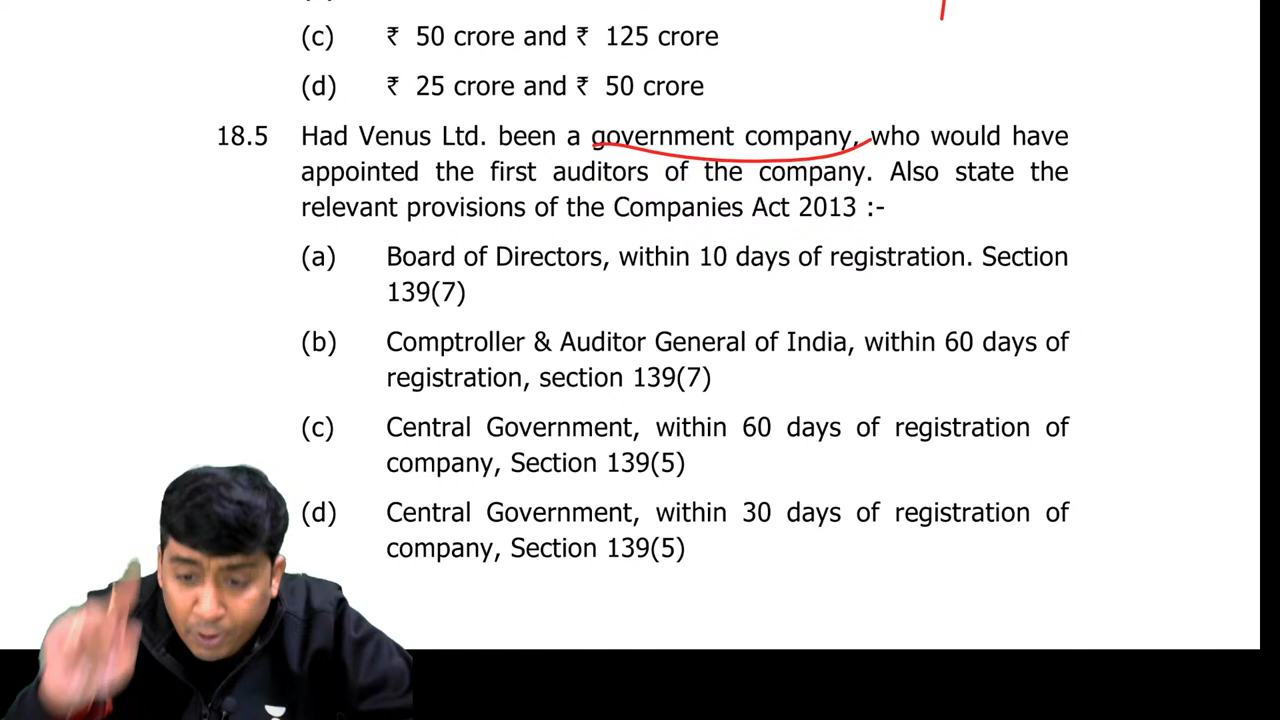 (c) ₹ 50 crore and ₹ 125 crore
(d) ₹ 25 crore and ₹ 50 crore
18.5 Had Venus Ltd. been a government company, who would have
appointed the first auditors of the company. Also state the
relevant provisions of the Companies Act 2013 :-
(a) Board of Directors, within 10 days of registration. Section
139(7)
(b) Comptroller & Auditor General of India, within 60 days of
registration, section 139(7)
(c) Central Government, within 60 days of registration of
company, Section 139(5)
(d) Central Government, within 30 days of registration of
company, Section 139(5)